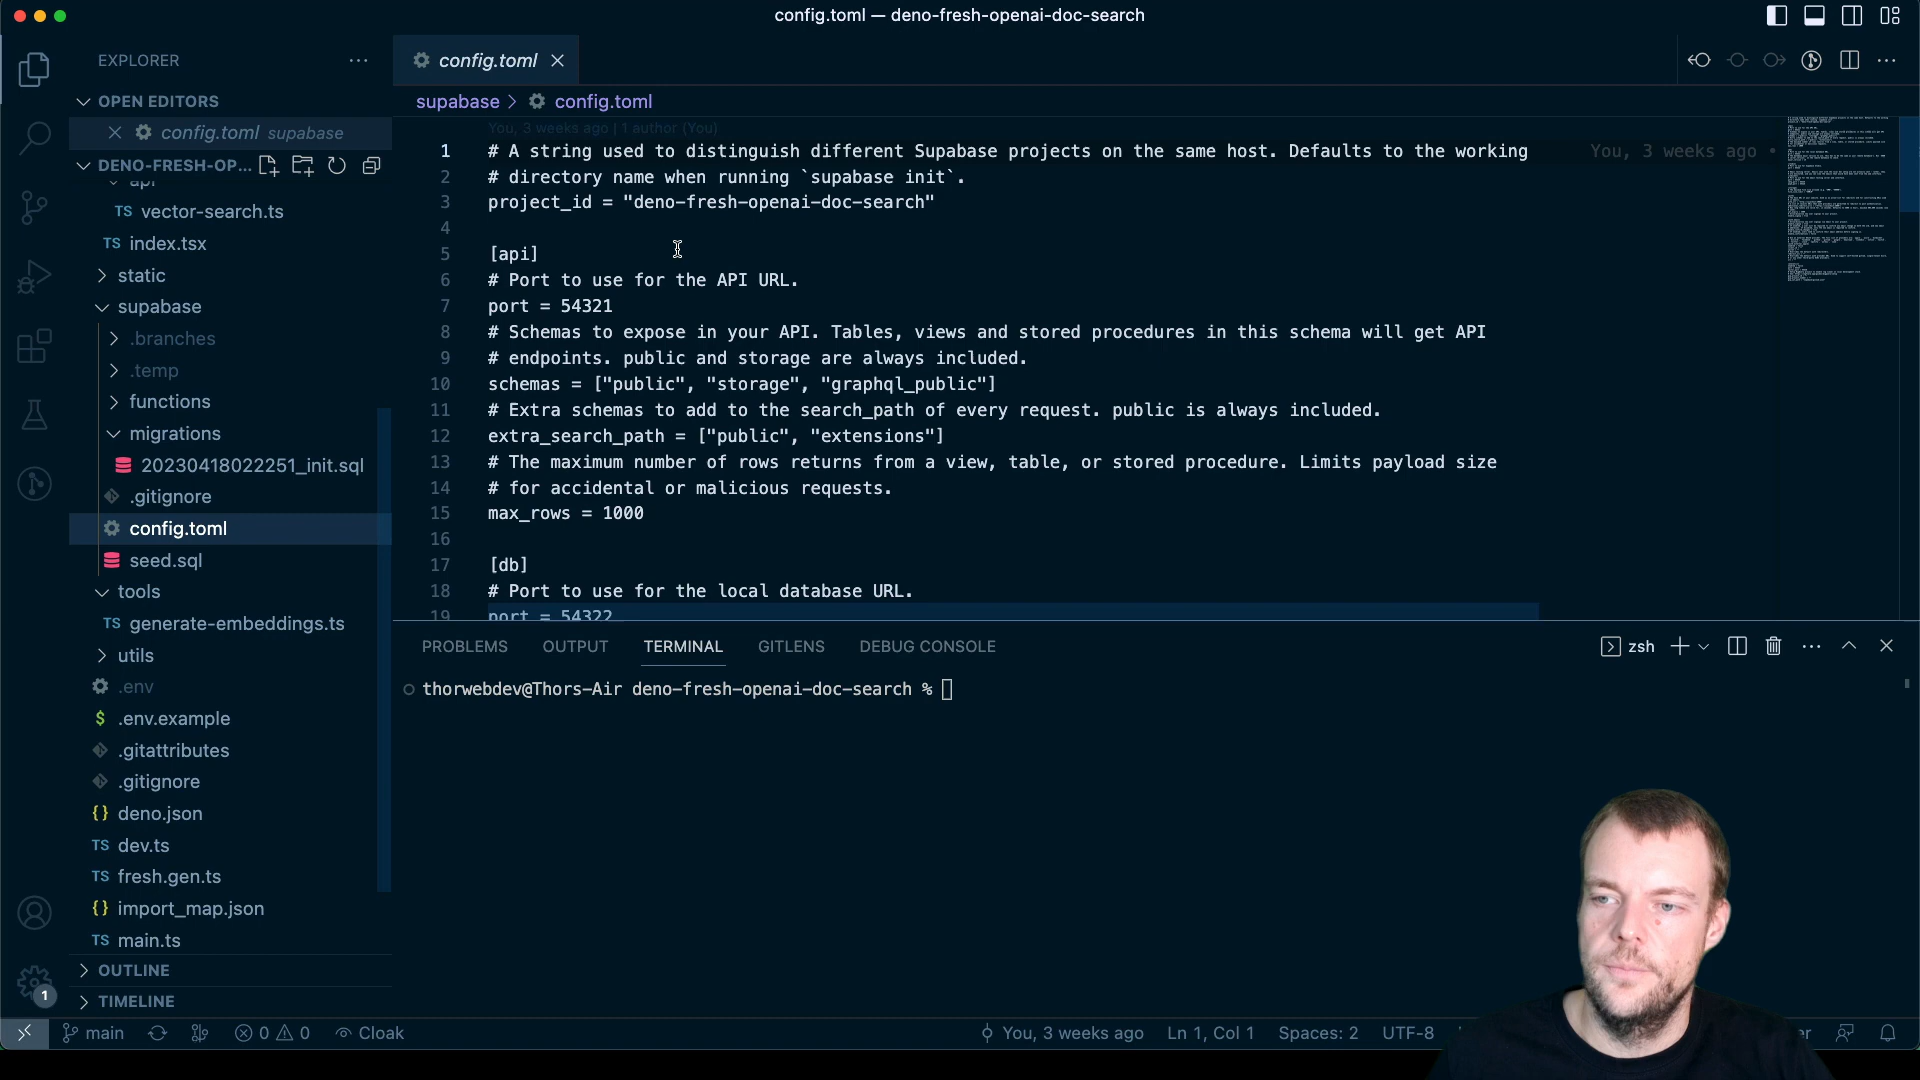 config.toml — deno-fresh-openai-doc-search
EXPLORER
OPEN EDITORS
config.toml supabase
DENO-FRESH-OP...
api
TS vector-search.ts
TS index.tsx
static
supabase
.branches
.temp
functions
migrations
20230418022251_init.sql
.gitignore
config.toml
seed.sql
tools
TS generate-embeddings.ts
utils
.env
$ .env.example
.gitattributes
.gitignore
{} deno.json
TS dev.ts
TS fresh.gen.ts
{} import_map.json
TS main.ts
OUTLINE
TIMELINE
1
config.toml
supabase > config.toml
You, 3 weeks ago | 1 author (You)
1 # A string used to distinguish different Supabase projects on the same host. Defaults to the working You, 3 weeks ago •
2 # directory name when running `supabase init`.
3 project_id = "deno-fresh-openai-doc-search"
4
5 [api]
6 # Port to use for the API URL.
7 port = 54321
8 # Schemas to expose in your API. Tables, views and stored procedures in this schema will get API
9 # endpoints. public and storage are always included.
10 schemas = ["public", "storage", "graphql_public"]
11 # Extra schemas to add to the search_path of every request. public is always included.
12 extra_search_path = ["public", "extensions"]
13 # The maximum number of rows returns from a view, table, or stored procedure. Limits payload size
14 # for accidental or malicious requests.
15 max_rows = 1000
16
17 [db]
18 # Port to use for the local database URL.
19 port = 54322
PROBLEMS OUTPUT TERMINAL GITLENS DEBUG CONSOLE
zsh
thorwebdev@Thors-Air deno-fresh-openai-doc-search %
main 0 0 Cloak You, 3 weeks ago Ln 1, Col 1 Spaces: 2 UTF-8